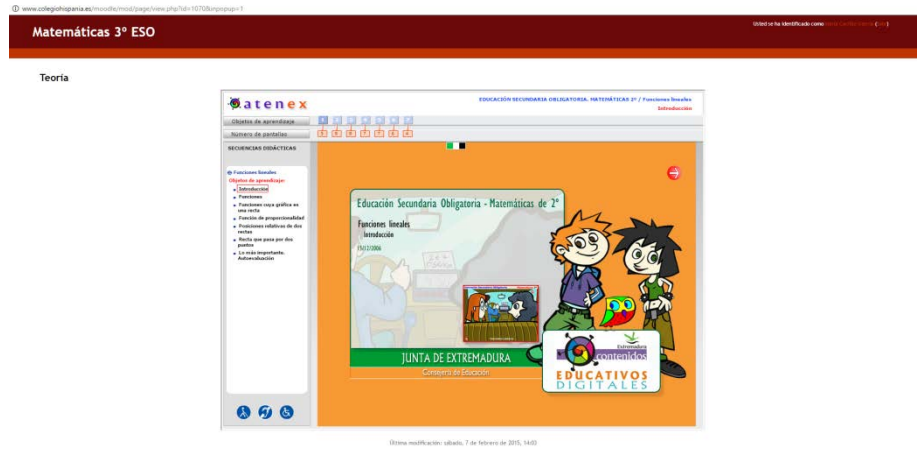 www.colegiohispania.es/moodle/mod/page/view.php?id=10708inpopup=1
Matemáticas 3º ESO
Usted se ha identificado como
Teoría
atenex
EDUCACIÓN SECUNDARIA OBLIGATORIA. MATEMÁTICAS 2º / Funciones lineales
Introducción
Objetos de aprendizaje
Número de pantallas
SECUENCIAS DIDÁCTICAS
Funciones lineales
Objetos de aprendizaje:
Introducción
Funciones
Funciones cuya gráfica es
una recta
Función de proporcionalidad
Posiciones relativas de dos
rectas
Recta que pasa por dos
puntos
Lo más importante.
Autoevaluación
Educación Secundaria Obligatoria - Matemáticas de 2º
Funciones lineales
Introducción
15/12/2006
JUNTA DE EXTREMADURA
Consejería de Educación
Extremadura
contenidos
EDUCATIVOS
DIGITALES
Última modificación: sábado, 7 de febrero de 2015, 14:03